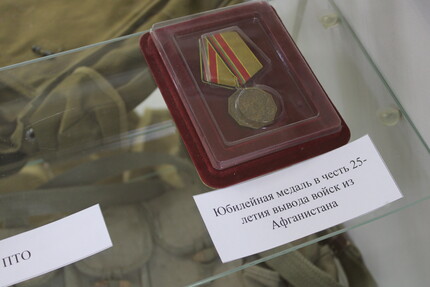 Юбилейная медаль в честь 25-
летия вывода войск из
Афганистана
ПТО